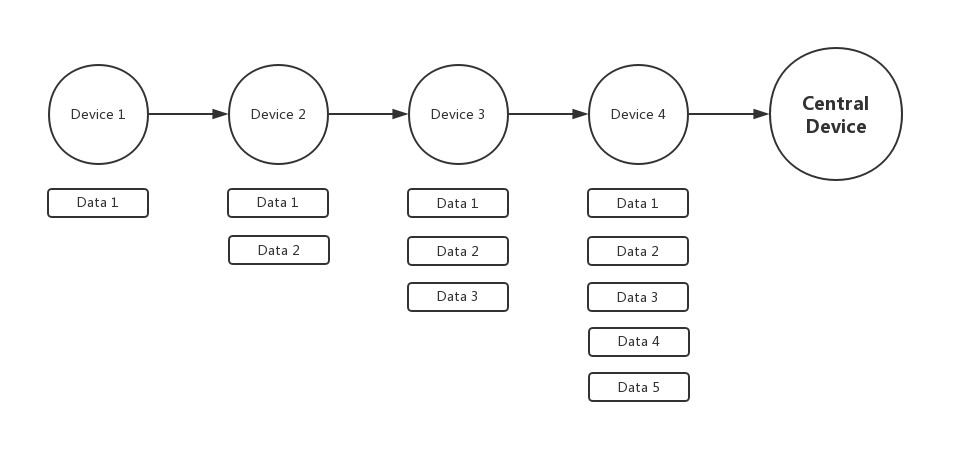 Device 1
Device 2
Device 3
Device 4
Central
Device
Data 1
Data 1
Data 1
Data 1
Data 2
Data 2
Data 2
Data 3
Data 3
Data 4
Data 5